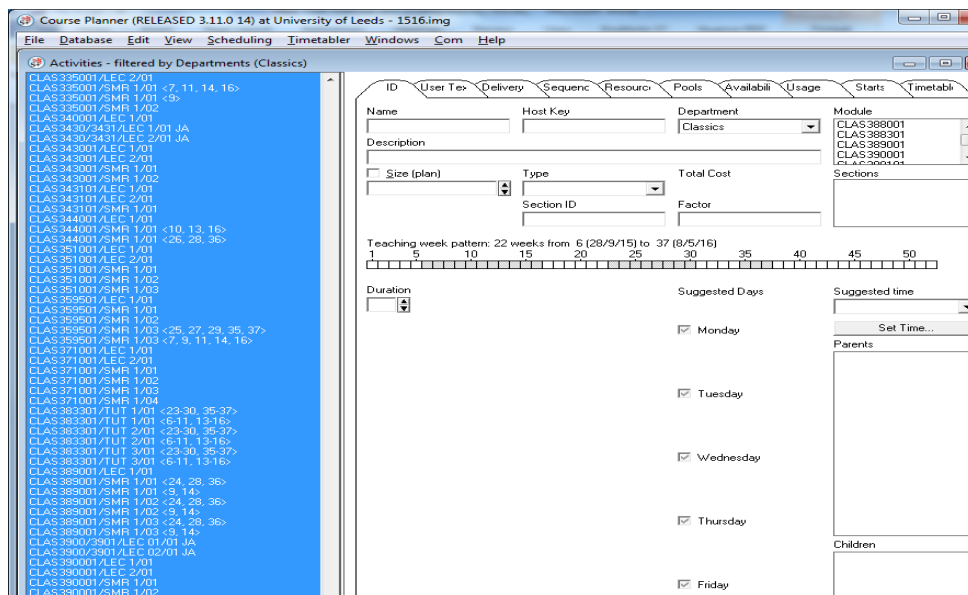 Course Planner (RELEASED 3.11.0 14) at University of Leeds - 1516.img
File Database Edit View Scheduling Timetabler Windows Com Help
Activities - filtered by Departments (Classics)
CLAS335001/LEC 2/01
CLAS335001/SMR 1/01 <7, 11, 14, 16>
CLAS335001/SMR 1/01 <9>
CLAS335001/SMR 1/02
CLAS340001/LEC 1/01
CLAS3430/3431/LEC 1/01 JA
CLAS3430/3431/LEC 2/01 JA
CLAS343001/LEC 1/01
CLAS343001/LEC 2/01
CLAS343001/SMR 1/01
CLAS343001/SMR 1/02
CLAS343101/LEC 1/01
CLAS343101/LEC 2/01
CLAS343101/SMR 1/01
CLAS344001/LEC 1/01
CLAS344001/SMR 1/01 <10, 13, 16>
CLAS344001/SMR 1/01 <26, 28, 36>
CLAS351001/LEC 1/01
CLAS351001/LEC 2/01
CLAS351001/SMR 1/01
CLAS351001/SMR 1/02
CLAS351001/SMR 1/03
CLAS359501/LEC 1/01
CLAS359501/SMR 1/01
CLAS359501/SMR 1/02
CLAS359501/SMR 1/03 <25, 27, 29, 35, 37>
CLAS359501/SMR 1/03 <7, 9, 11, 14, 16>
CLAS371001/LEC 1/01
CLAS371001/LEC 2/01
CLAS371001/SMR 1/01
CLAS371001/SMR 1/02
CLAS371001/SMR 1/03
CLAS371001/SMR 1/04
CLAS383301/TUT 1/01 <23-30, 35-37>
CLAS383301/TUT 1/01 <6-11, 13-16>
CLAS383301/TUT 2/01 <23-30, 35-37>
CLAS383301/TUT 2/01 <6-11, 13-16>
CLAS383301/TUT 3/01 <23-30, 35-37>
CLAS383301/TUT 3/01 <6-11, 13-16>
CLAS389001/LEC 1/01
CLAS389001/SMR 1/01 <24, 28, 36>
CLAS389001/SMR 1/01 <9, 14>
CLAS389001/SMR 1/02 <24, 28, 36>
CLAS389001/SMR 1/02 <9, 14>
CLAS389001/SMR 1/03 <24, 28, 36>
CLAS389001/SMR 1/03 <9, 14>
CLAS3900/3901/LEC 01/01 JA
CLAS3900/3901/LEC 02/01 JA
CLAS390001/LEC 1/01
CLAS390001/LEC 2/01
CLAS390001/SMR 1/01
CLAS390001/SMR 1/02
ID User Tex Delivery Sequenc Resourc Pools Availabili Usage Starts Timetabl
Name Host Key Department Module
Classics
CLAS388001
CLAS388301
CLAS389001
CLAS390001
Description
Size (plan) Type Total Cost Sections
Section ID Factor
Teaching week pattern: 22 weeks from 6 (28/9/15) to 37 (8/5/16)
1 5 10 15 20 25 30 35 40 45 50
Duration Suggested Days Suggested time
Set Time...
Monday
Parents
Tuesday
Wednesday
Thursday
Children
Friday